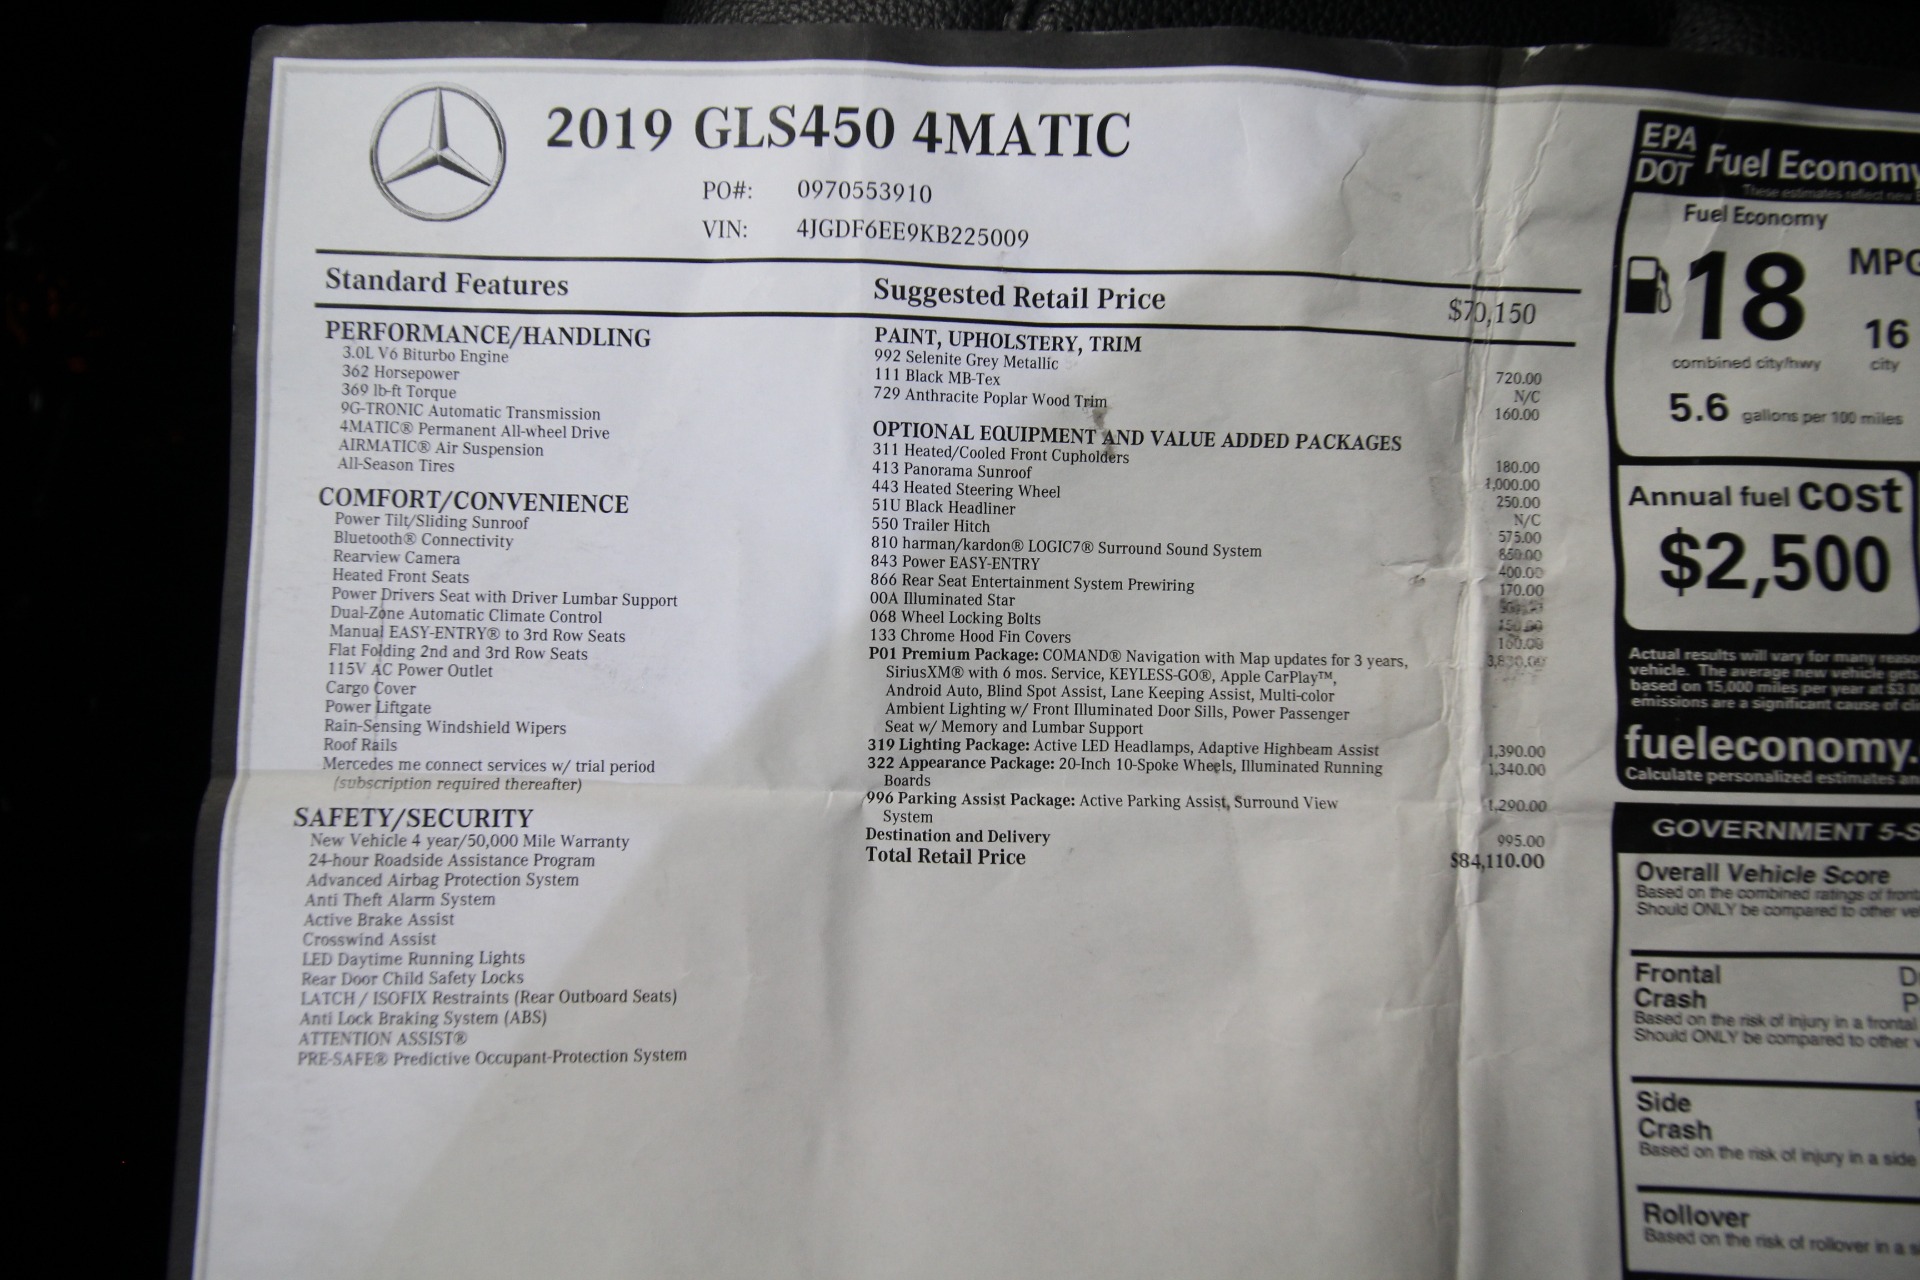 2019 GLS450 4MATIC
PO#: 0970553910
VIN: 4JGDF6EE9KB225009
Standard Features
PERFORMANCE/HANDLING
3.0L V6 Biturbo Engine
362 Horsepower
369 lb-ft Torque
9G-TRONIC Automatic Transmission
4MATIC® Permanent All-wheel Drive
AIRMATIC® Air Suspension
All-Season Tires
COMFORT/CONVENIENCE
Power Tilt/Sliding Sunroof
Bluetooth® Connectivity
Rearview Camera
Heated Front Seats
Power Drivers Seat with Driver Lumbar Support
Dual-Zone Automatic Climate Control
Manual EASY-ENTRY® to 3rd Row Seats
Flat Folding 2nd and 3rd Row Seats
115V AC Power Outlet
Cargo Cover
Power Liftgate
Rain-Sensing Windshield Wipers
Roof Rails
Mercedes me connect services w/ trial period
(subscription required thereafter)
SAFETY/SECURITY
New Vehicle 4 year/50,000 Mile Warranty
24-hour Roadside Assistance Program
Advanced Airbag Protection System
Anti Theft Alarm System
Active Brake Assist
Crosswind Assist
LED Daytime Running Lights
Rear Door Child Safety Locks
LATCH / ISOFIX Restraints (Rear Outboard Seats)
Anti Lock Braking System (ABS)
ATTENTION ASSIST®
PRE-SAFE® Predictive Occupant-Protection System
Suggested Retail Price $70,150
PAINT, UPHOLSTERY, TRIM
992 Selenite Grey Metallic 720.00
111 Black MB-Tex N/C
729 Anthracite Poplar Wood Trim 160.00
OPTIONAL EQUIPMENT AND VALUE ADDED PACKAGES
311 Heated/Cooled Front Cupholders 180.00
413 Panorama Sunroof 1,000.00
443 Heated Steering Wheel 250.00
51U Black Headliner N/C
550 Trailer Hitch 575.00
810 harman/kardon® LOGIC7® Surround Sound System 850.00
843 Power EASY-ENTRY 400.00
866 Rear Seat Entertainment System Prewiring 170.00
00A Illuminated Star
068 Wheel Locking Bolts 150.00
133 Chrome Hood Fin Covers 160.00
P01 Premium Package: COMAND® Navigation with Map updates for 3 years,
SiriusXM® with 6 mos. Service, KEYLESS-GO®, Apple CarPlay™,
Android Auto, Blind Spot Assist, Lane Keeping Assist, Multi-color
Ambient Lighting w/ Front Illuminated Door Sills, Power Passenger
Seat w/ Memory and Lumbar Support
319 Lighting Package: Active LED Headlamps, Adaptive Highbeam Assist 1,390.00
322 Appearance Package: 20-Inch 10-Spoke Wheels, Illuminated Running 1,340.00
Boards
996 Parking Assist Package: Active Parking Assist, Surround View 1,290.00
System
Destination and Delivery 995.00
Total Retail Price $84,110.00
EPA
DOT Fuel Economy
These estimates reflect new
Fuel Economy
18 MPG
combined city/hwy
16
city
5.6 gallons per 100 miles
Annual fuel cost
$2,500
Actual results will vary for many
vehicle. The average new vehicle gets
based on 15,000 miles per year at
emissions are a significant cause of
fueleconomy.
Calculate personalized estimates
GOVERNMENT 5-S
Overall Vehicle Score
Based on the combined ratings of
Should ONLY be compared to other
Frontal
Crash
Based on the risk of injury in a frontal
Should ONLY be compared to other
Side
Crash
Based on the risk of injury in a side
Rollover
Based on the risk of rollover in a